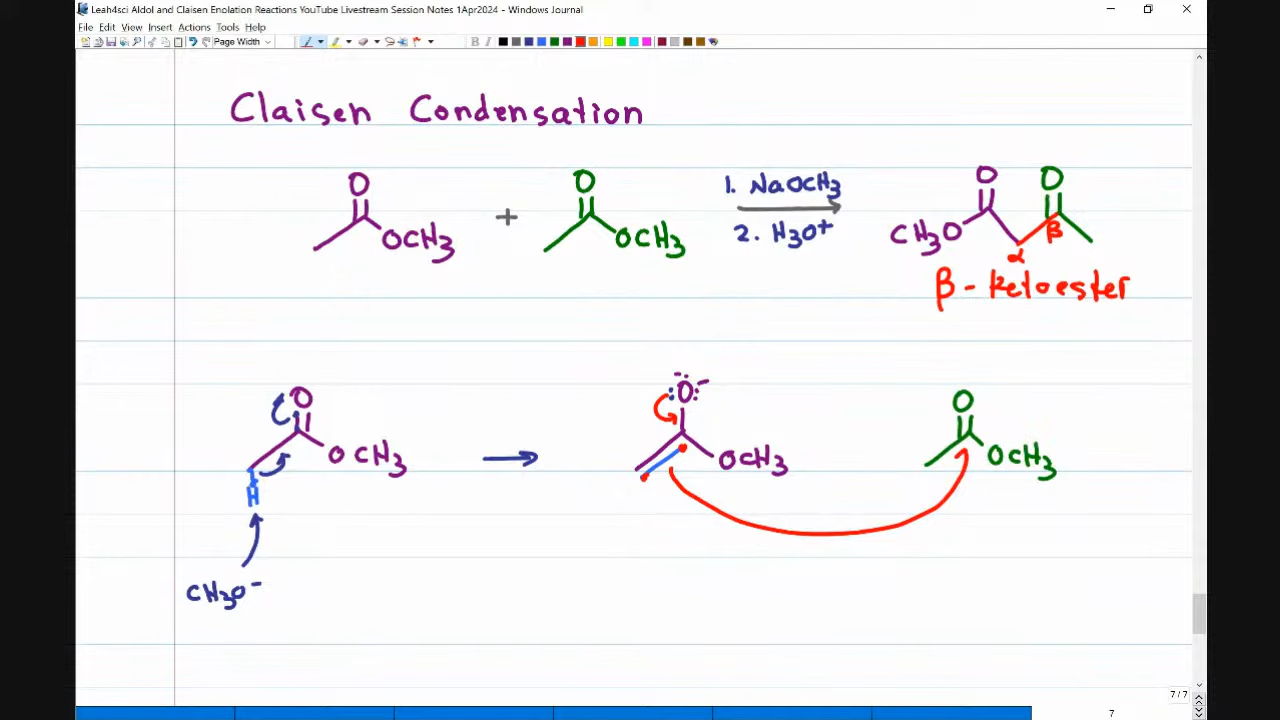 Leah4sci Aldol and Claisen Enolation Reactions YouTube Livestream Session Notes 1Apr2024 - Windows Journal
File Edit View Insert Actions Tools Help
Page Width B I
Claisen Condensation
O OCH3 + O OCH3 1. NaOCH3 O O
2. H3O+ CH3O β
α
β - ketoester
O OCH3 H O OCH3 O OCH3
CH3O-
7 / 7
7